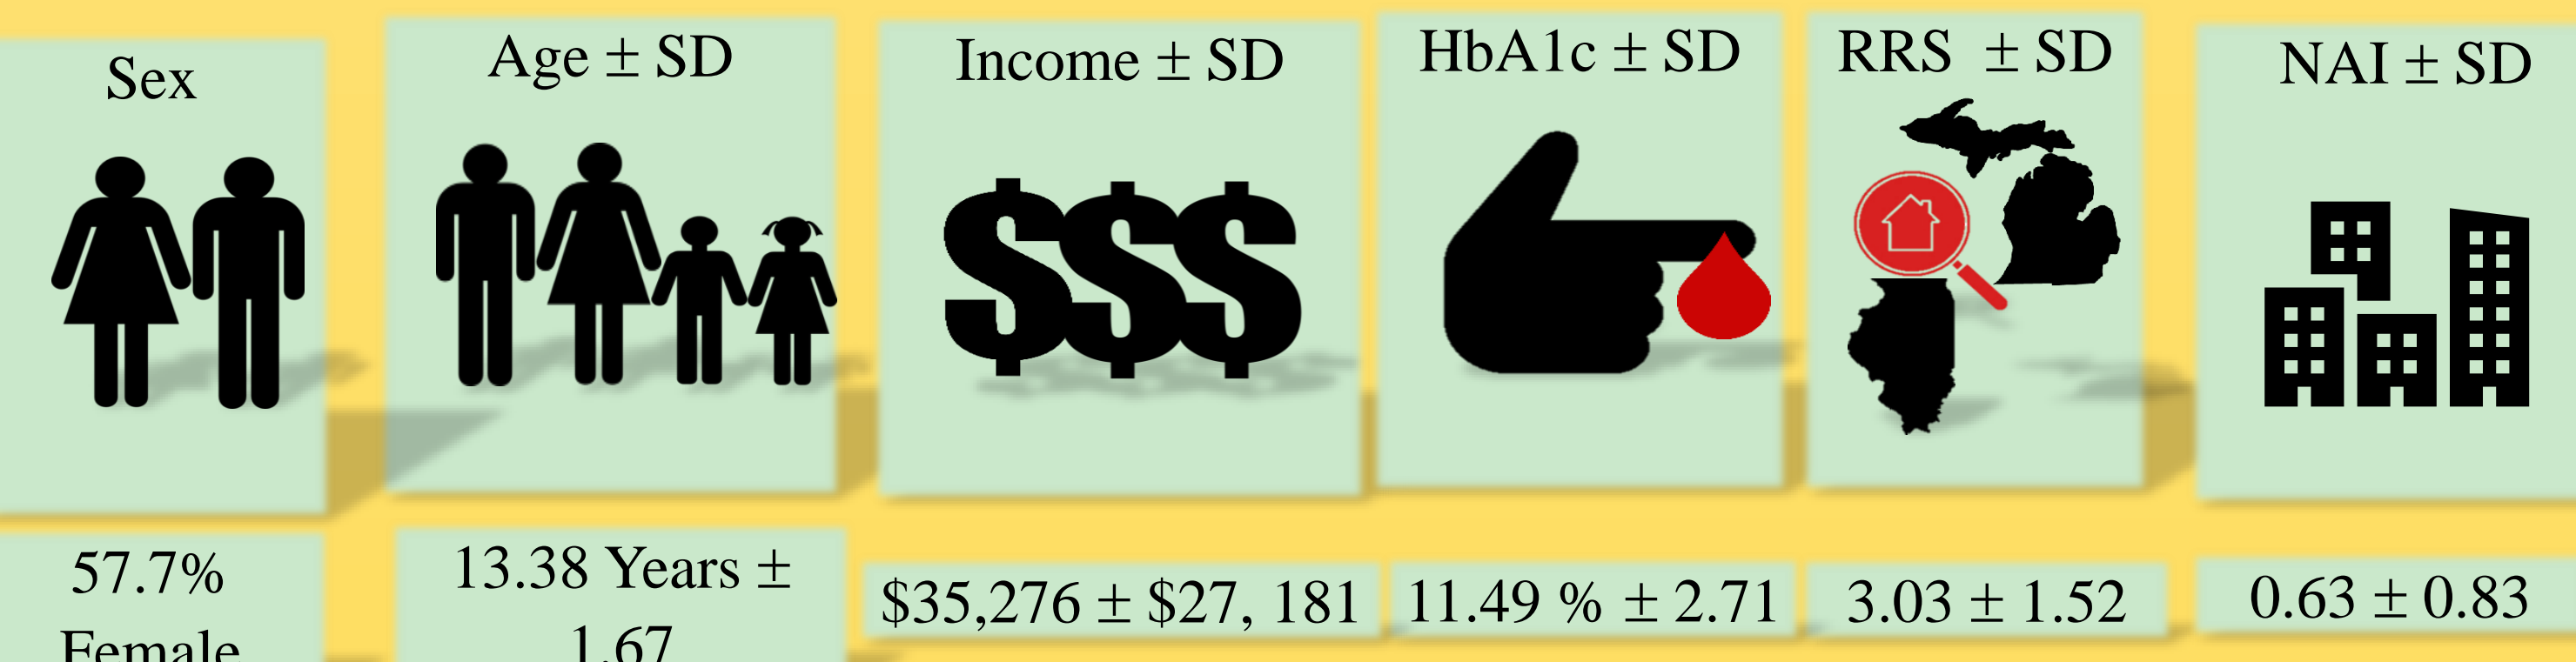 Sex
Age ± SD
Income ± SD
HbA1c ± SD
RRS ± SD
NAI ± SD
$$$
57.7%
Female
13.38 Years ±
1.67
$35,276 ± $27, 181
11.49 % ± 2.71
3.03 ± 1.52
0.63 ± 0.83